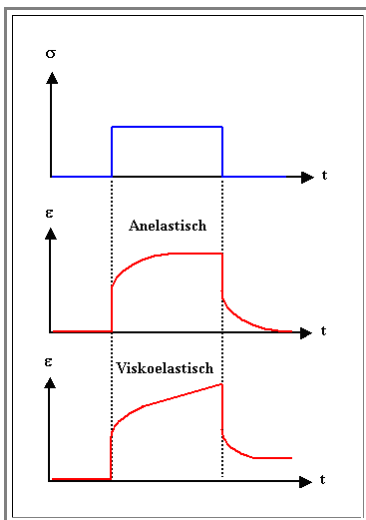 σ
t
ε
Anelastisch
t
ε
Viskoelastisch
t